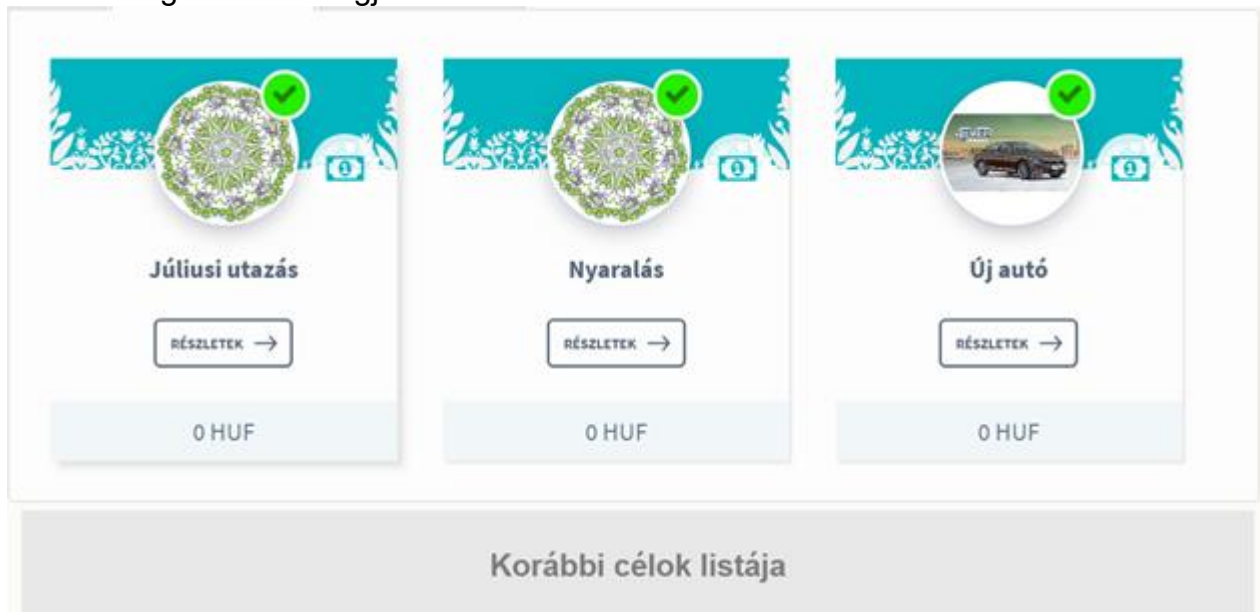 Júliusi utazás
Nyaralás
Új autó
RÉSZLETEK →
RÉSZLETEK →
RÉSZLETEK →
0 HUF
0 HUF
0 HUF
Korábbi célok listája